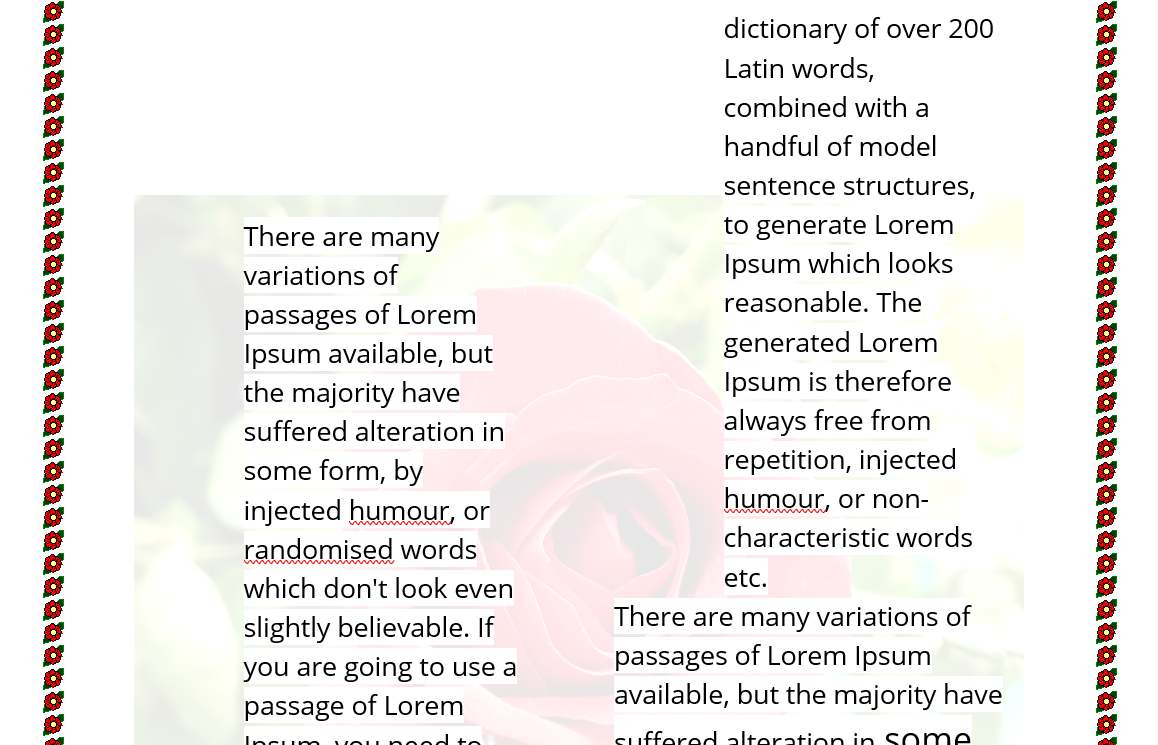 There are many
variations of
passages of Lorem
Ipsum available, but
the majority have
suffered alteration in
some form, by
injected humour, or
randomised words
which don't look even
slightly believable. If
you are going to use a
passage of Lorem
Ipsum, you need to
dictionary of over 200
Latin words,
combined with a
handful of model
sentence structures,
to generate Lorem
Ipsum which looks
reasonable. The
generated Lorem
Ipsum is therefore
always free from
repetition, injected
humour, or non-
characteristic words
etc.
There are many variations of
passages of Lorem Ipsum
available, but the majority have
suffered alteration in some